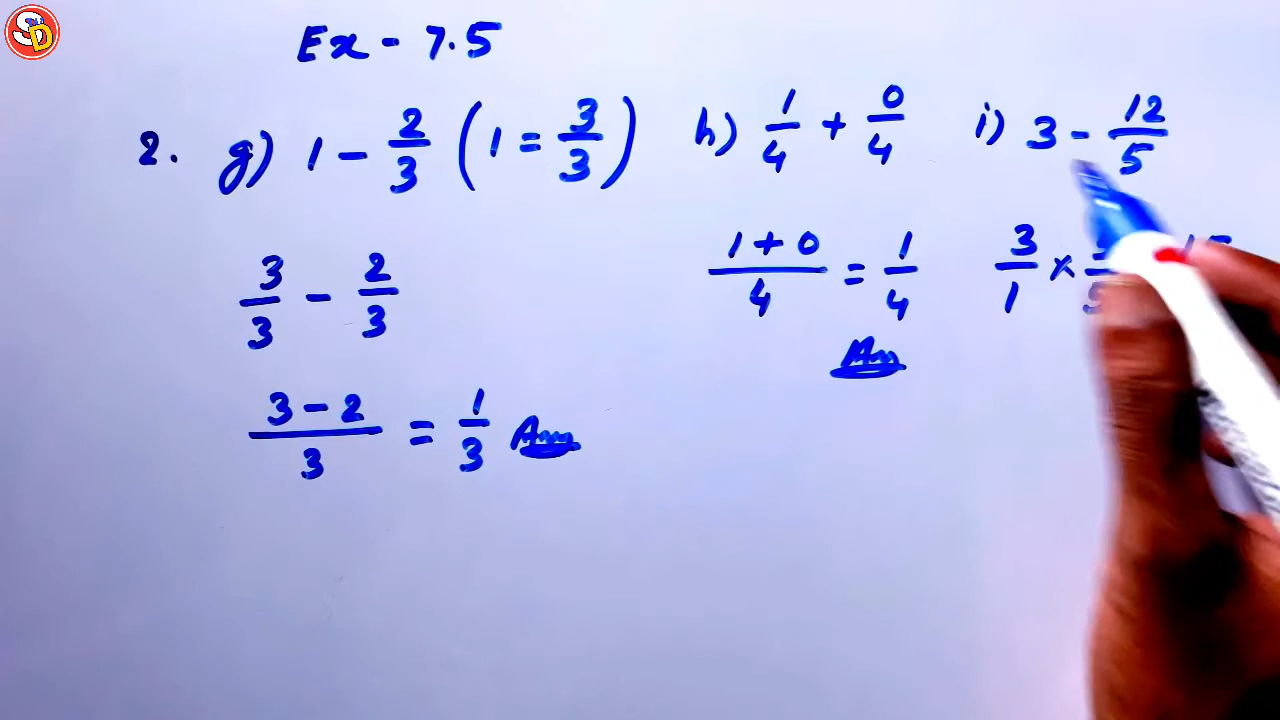 SD
Ex - 7.5
2. g) 1 - 2/3 (1 = 3/3)
3/3 - 2/3
(3 - 2)/3 = 1/3 Ans
h) 1/4 + 0/4
(1 + 0)/4 = 1/4
Ans
i) 3 - 12/5
3/1 ×